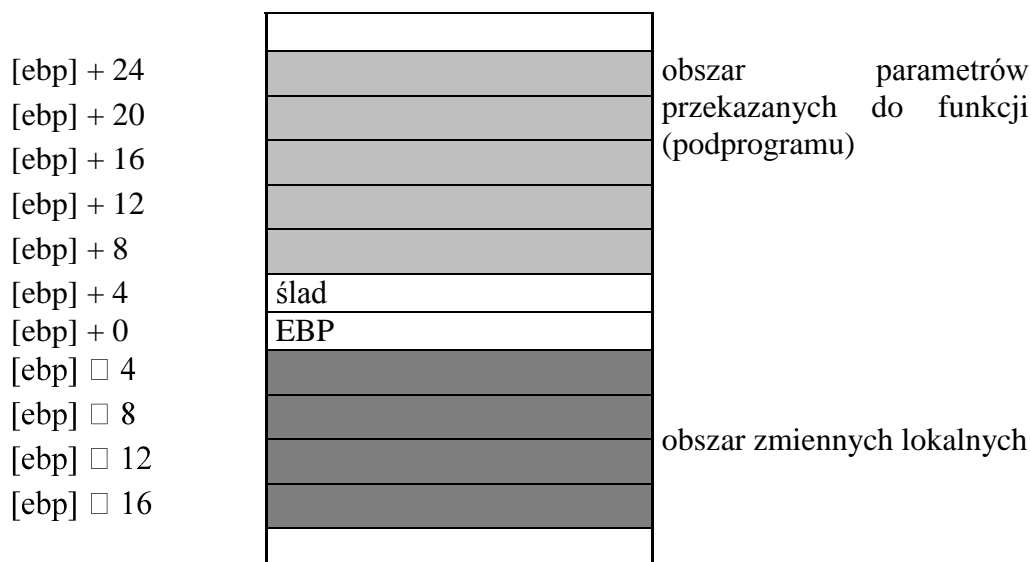 [ebp] + 24
[ebp] + 20
[ebp] + 16
[ebp] + 12
[ebp] + 8
[ebp] + 4
[ebp] + 0
[ebp] □ 4
[ebp] □ 8
[ebp] □ 12
[ebp] □ 16
ślad
EBP
obszar parametrów
przekazanych do funkcji
(podprogramu)
obszar zmiennych lokalnych